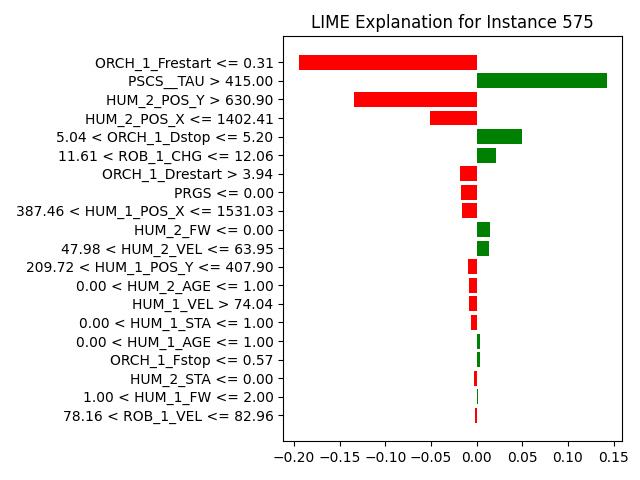 LIME Explanation for Instance 575
ORCH_1_Frestart <= 0.31
PSCS__TAU > 415.00
HUM_2_POS_Y > 630.90
HUM_2_POS_X <= 1402.41
5.04 < ORCH_1_Dstop <= 5.20
11.61 < ROB_1_CHG <= 12.06
ORCH_1_Drestart > 3.94
PRGS <= 0.00
387.46 < HUM_1_POS_X <= 1531.03
HUM_2_FW <= 0.00
47.98 < HUM_2_VEL <= 63.95
209.72 < HUM_1_POS_Y <= 407.90
0.00 < HUM_2_AGE <= 1.00
HUM_1_VEL > 74.04
0.00 < HUM_1_STA <= 1.00
0.00 < HUM_1_AGE <= 1.00
ORCH_1_Fstop <= 0.57
HUM_2_STA <= 0.00
1.00 < HUM_1_FW <= 2.00
78.16 < ROB_1_VEL <= 82.96
−0.20 −0.15 −0.10 −0.05 0.00 0.05 0.10 0.15